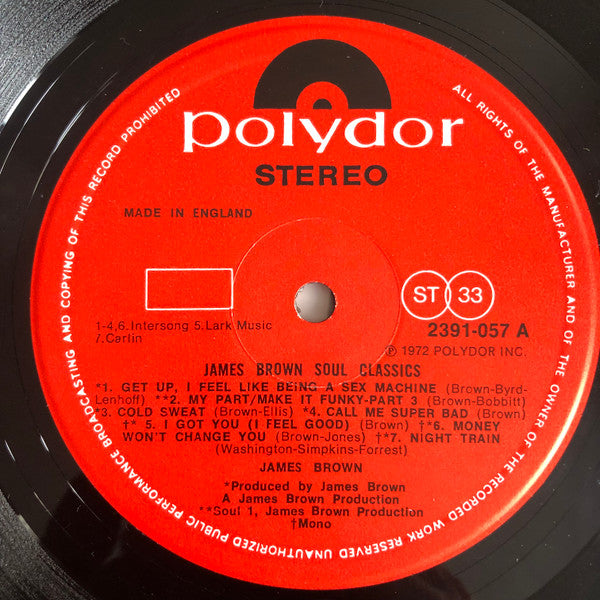 polydor
STEREO
MADE IN ENGLAND
ST 33
1-4,6. Intersong 5. Lark Music
7. Carlin
2391-057 A
℗ 1972 POLYDOR INC.
JAMES BROWN SOUL CLASSICS
*1. GET UP, I FEEL LIKE BEING A SEX MACHINE (Brown-Byrd-
Lenhoff) **2. MY PART/MAKE IT FUNKY-PART 3 (Brown-Bobbitt)
*3. COLD SWEAT (Brown-Ellis) *4. CALL ME SUPER BAD (Brown)
†* 5. I GOT YOU (I FEEL GOOD) (Brown) †*6. MONEY
WON'T CHANGE YOU (Brown-Jones) †*7. NIGHT TRAIN
(Washington-Simpkins-Forrest)
JAMES BROWN
*Produced by James Brown
A James Brown Production
**Soul 1, James Brown Production
†Mono
ALL RIGHTS OF THE MANUFACTURER AND OF THE OWNER OF THE RECORDED WORK RESERVED UNAUTHORIZED PUBLIC PERFORMANCE BROADCASTING AND COPYING OF THIS RECORD PROHIBITED